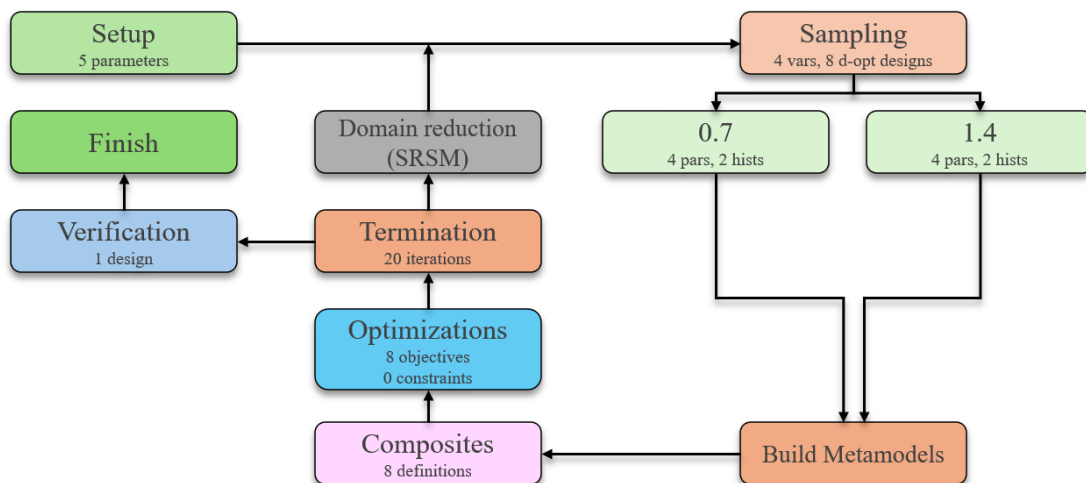 Setup
5 parameters
Sampling
4 vars, 8 d-opt designs
Finish
Domain reduction
(SRSM)
0.7
4 pars, 2 hists
1.4
4 pars, 2 hists
Verification
1 design
Termination
20 iterations
Optimizations
8 objectives
0 constraints
Composites
8 definitions
Build Metamodels